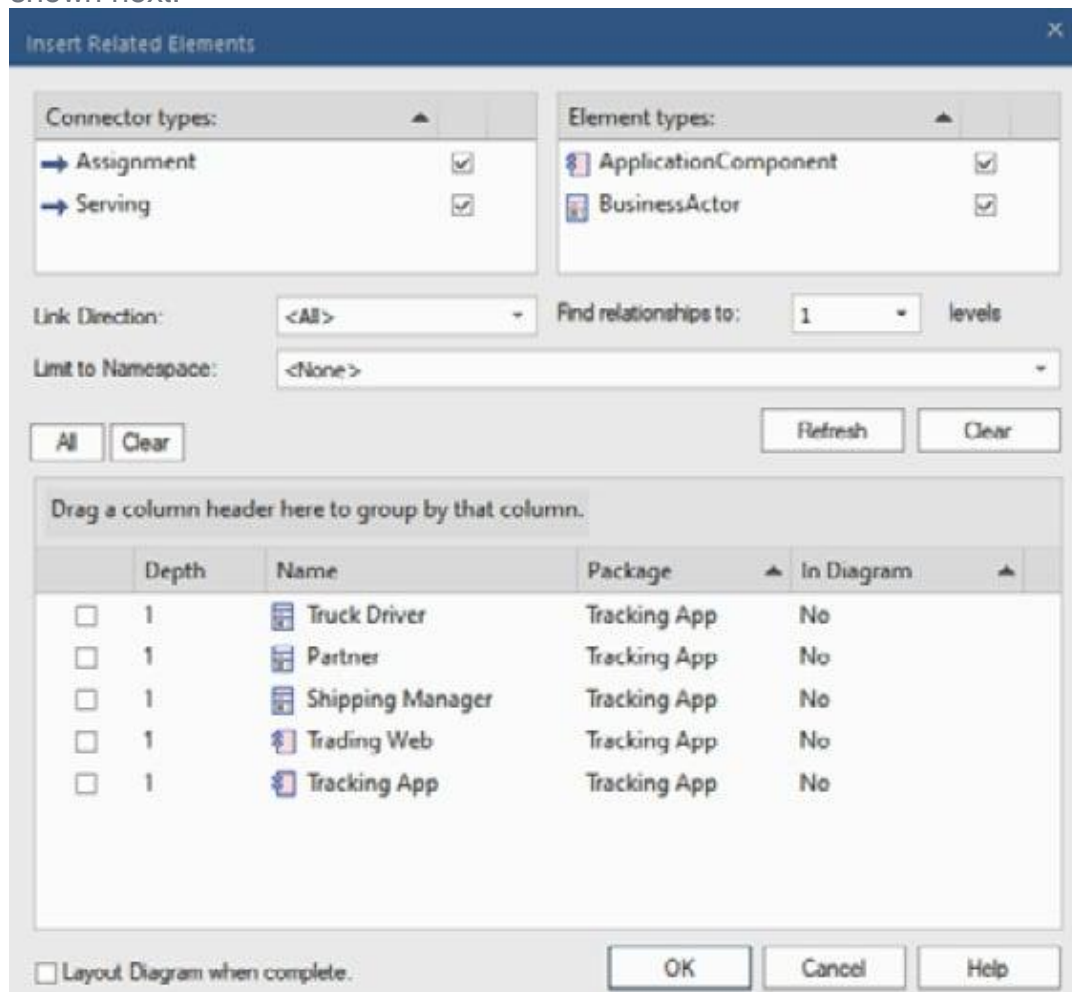 shown next.
Insert Related Elements
Connector types:
Assignment
Serving
Element types:
ApplicationComponent
BusinessActor
Link Direction: <All> Find relationships to: 1 levels
Limit to Namespace: <None>
All Clear Refresh Clear
Drag a column header here to group by that column.
Depth Name Package In Diagram
1 Truck Driver Tracking App No
1 Partner Tracking App No
1 Shipping Manager Tracking App No
1 Trading Web Tracking App No
1 Tracking App Tracking App No
Layout Diagram when complete. OK Cancel Help